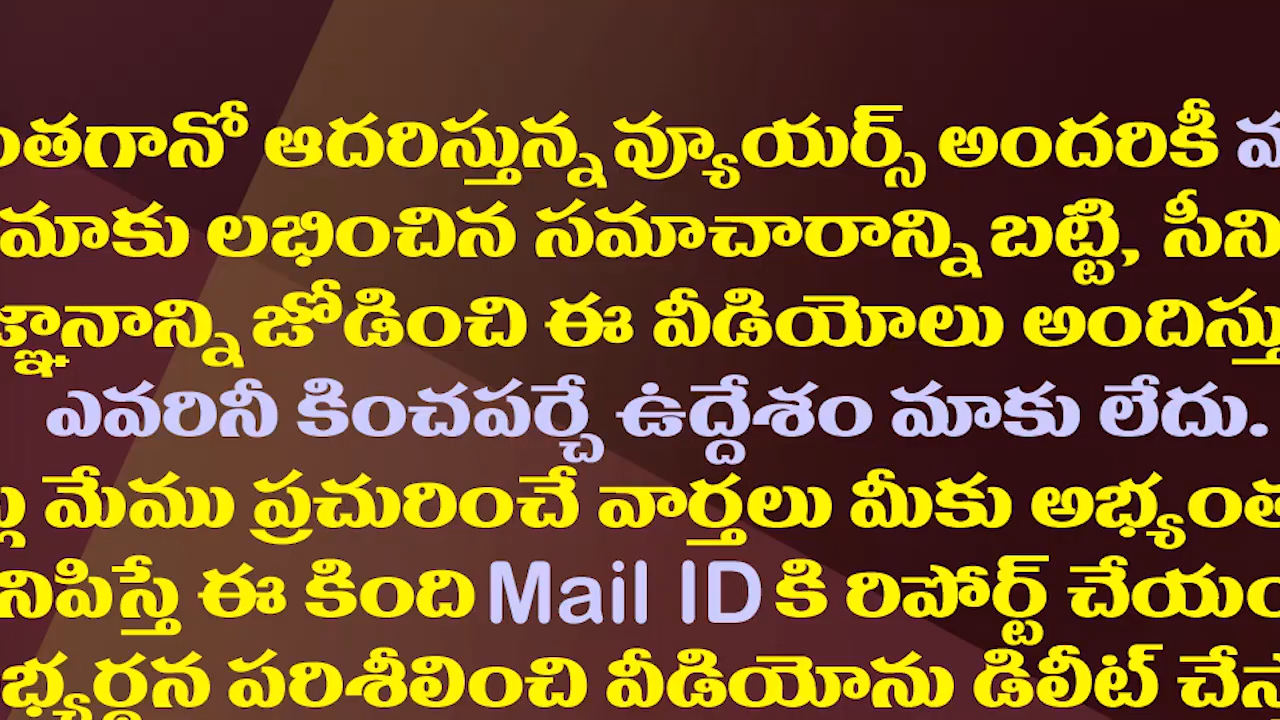 ఆదరిస్తున్న వ్యూయర్స్ అందరికీ
మాకు లభించిన సమాచారాన్ని బట్టి,
జోడించి ఈ వీడియోలు
ఎవరినీ కించపర్చే ఉద్దేశం మాకు లేదు.
మేము ప్రచురించే వార్తలు మీకు
ఈ కింది Mail ID కి రిపోర్ట్
పరిశీలించి వీడియోను డిలీట్